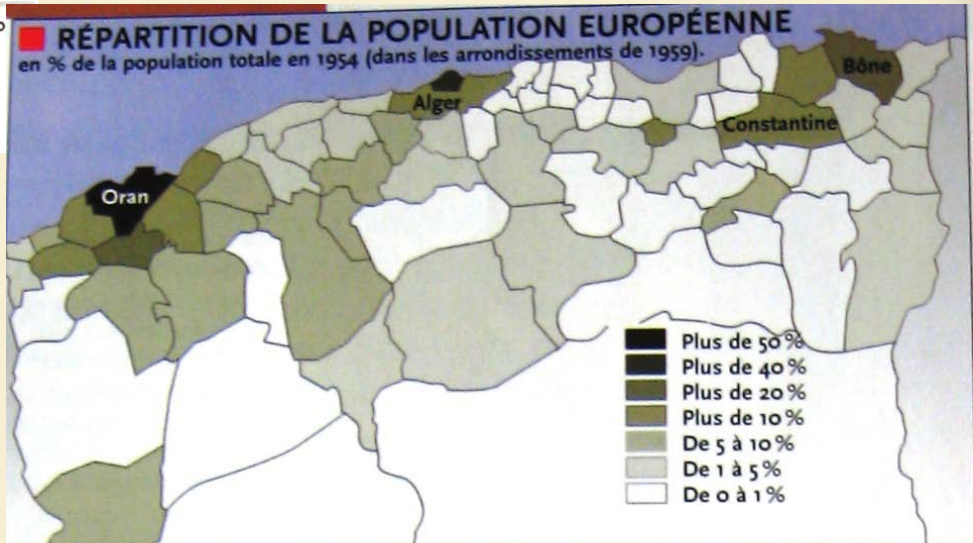 RÉPARTITION DE LA POPULATION EUROPÉENNE
en % de la population totale en 1954 (dans les arrondissements de 1959).
Bône
Alger
Constantine
Oran
Plus de 50 %
Plus de 40 %
Plus de 20 %
Plus de 10 %
De 5 à 10 %
De 1 à 5 %
De 0 à 1 %